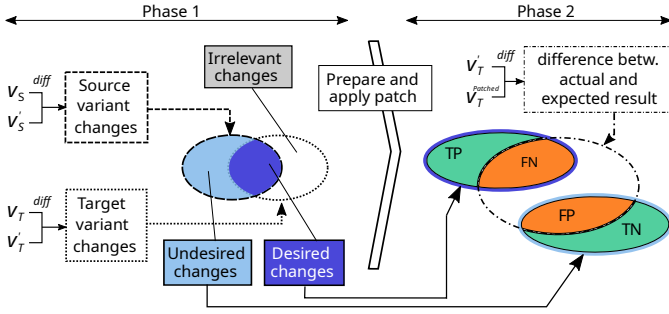 Phase 1
Phase 2
V_S
diff
V'_S
Source
variant
changes
Irrelevant
changes
Prepare and
apply patch
V'_T
diff
V_T^Patched
difference betw.
actual and
expected result
TP
FN
FP
TN
V_T
diff
V'_T
Target
variant
changes
Undesired
changes
Desired
changes